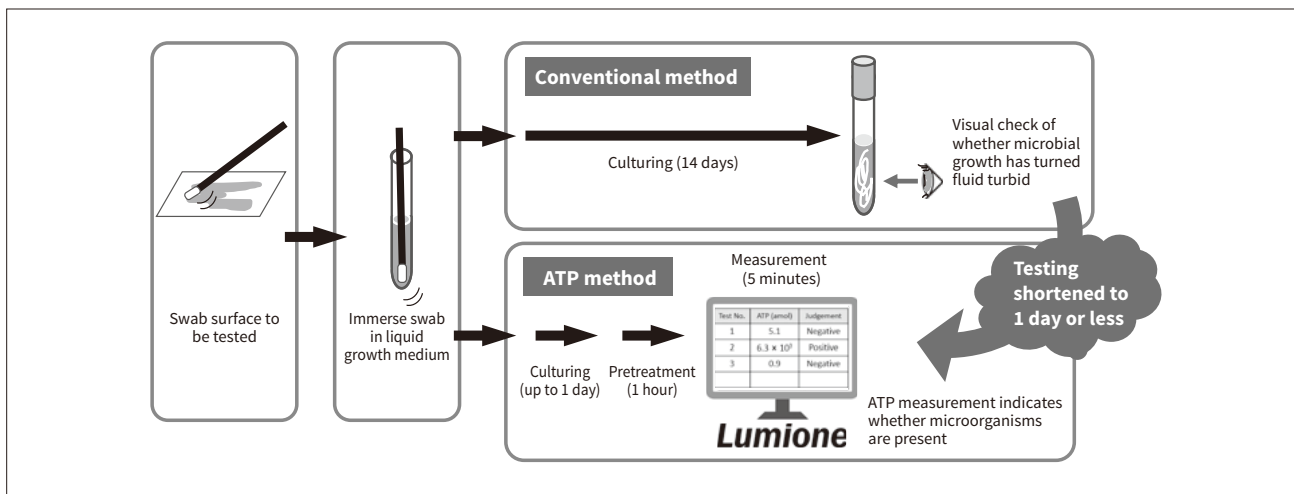 Swab surface to
be tested
Immerse swab
in liquid
growth medium
Conventional method
Culturing (14 days)
Visual check of
whether microbial
growth has turned
fluid turbid
ATP method
Culturing
(up to 1 day)
Pretreatment
(1 hour)
Measurement
(5 minutes)
Test No. ATP (amol) Judgement
1 5.1 Negative
2 6.3 × 10³ Positive
3 0.9 Negative
Lumione
Testing
shortened to
1 day or less
ATP measurement indicates
whether microorganisms
are present